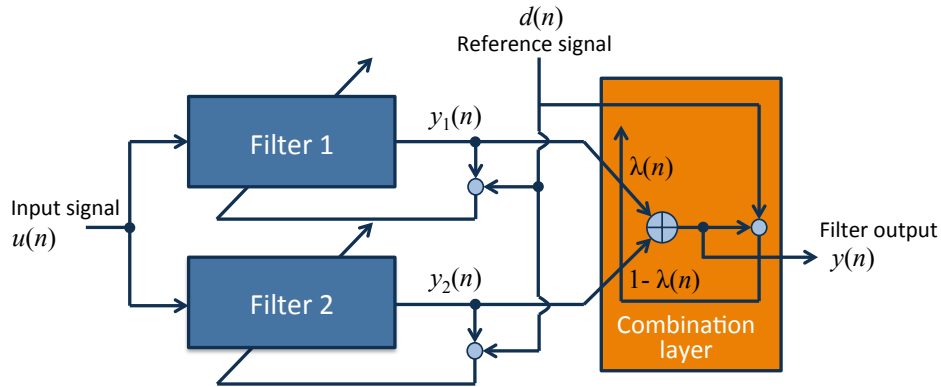 d(n)
Reference signal
Filter 1
y₁(n)
λ(n)
Input signal
u(n)
Filter output
y(n)
Filter 2
y₂(n)
1- λ(n)
Combination
layer